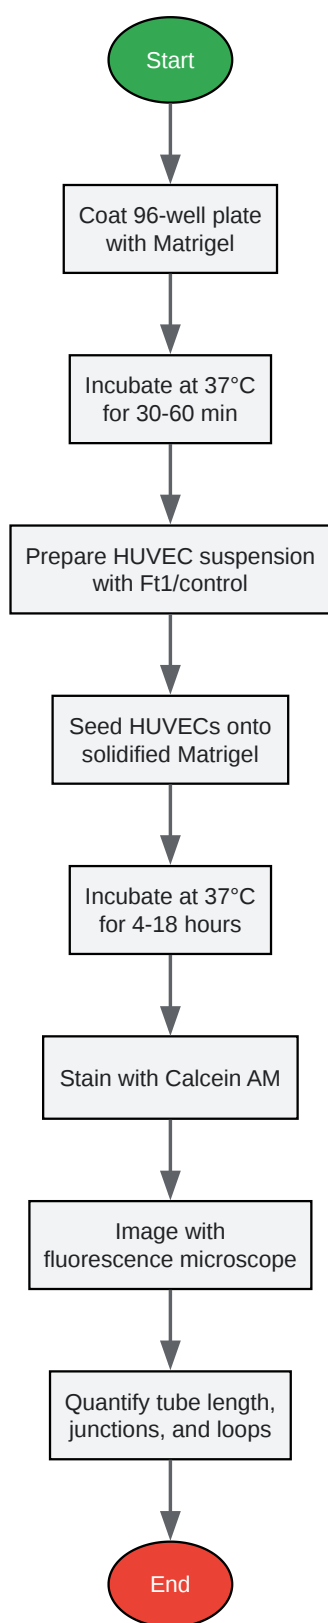 Start
Coat 96-well plate
with Matrigel
Incubate at 37°C
for 30-60 min
Prepare HUVEC suspension
with Ft1/control
Seed HUVECs onto
solidified Matrigel
Incubate at 37°C
for 4-18 hours
Stain with Calcein AM
Image with
fluorescence microscope
Quantify tube length,
junctions, and loops
End